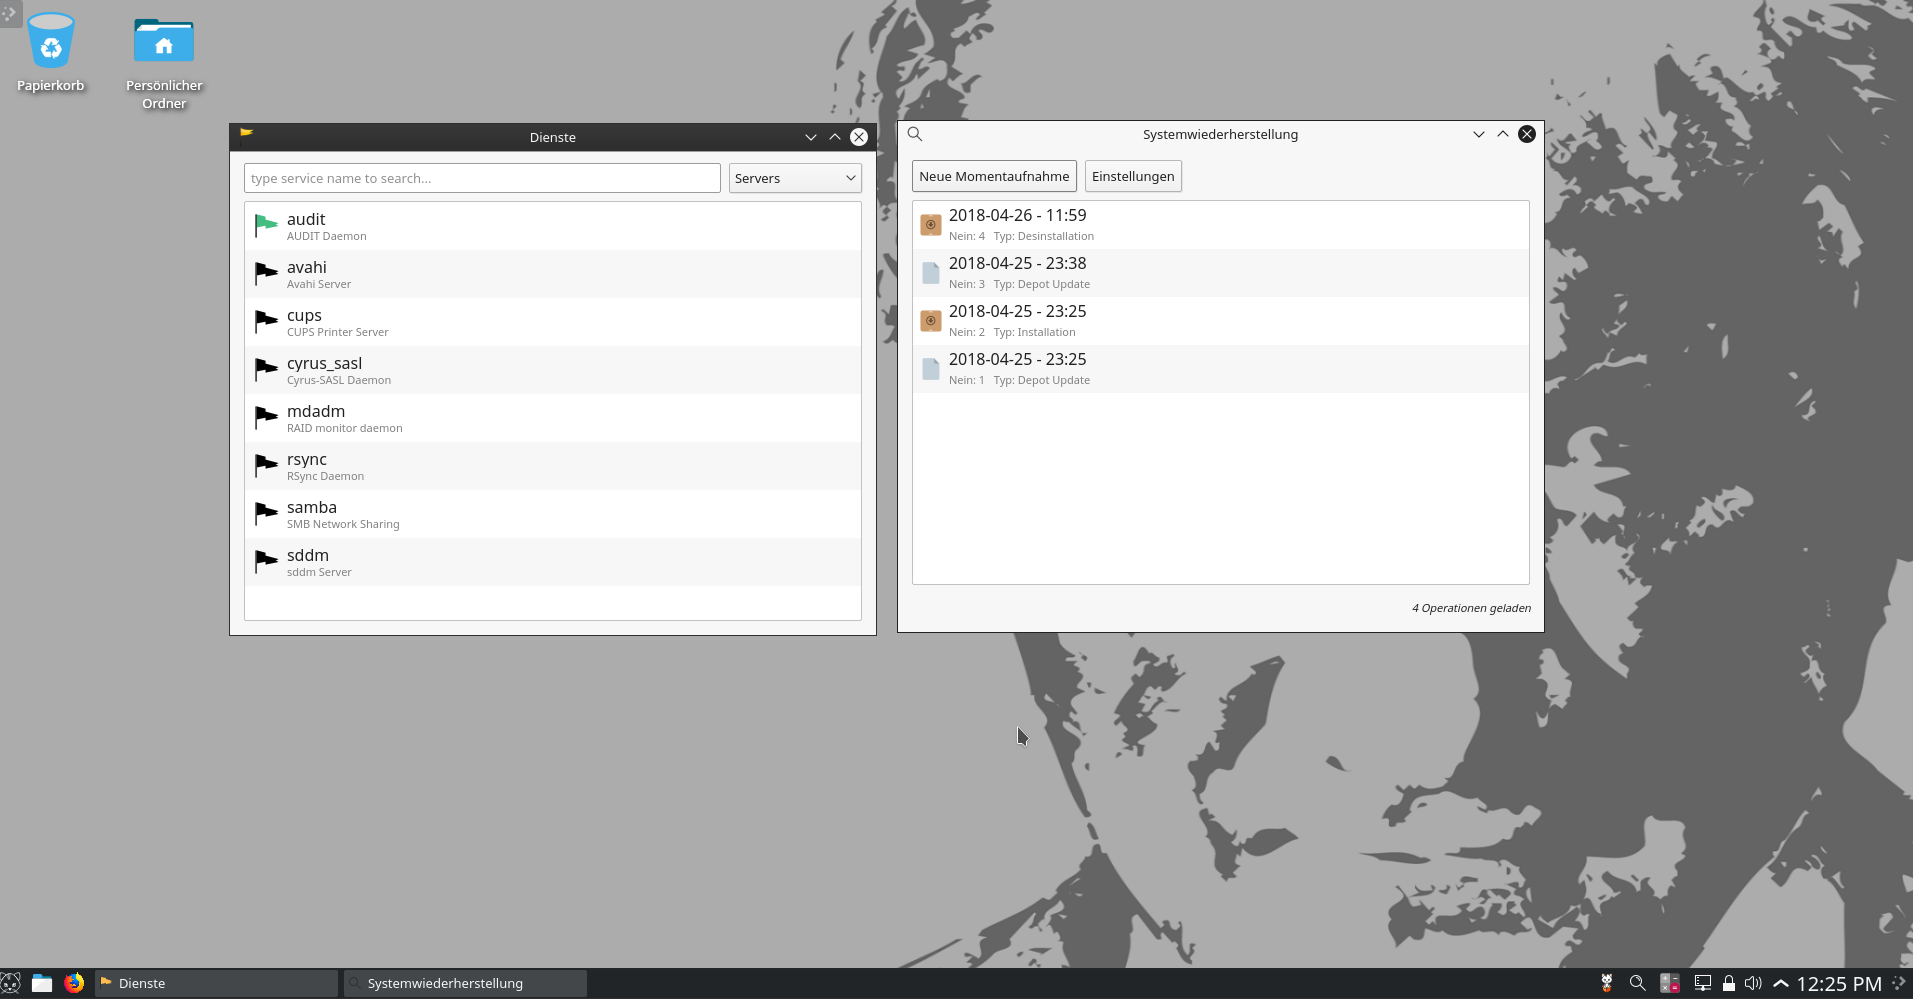 Papierkorb
Persönlicher
Ordner
Dienste
type service name to search...
Servers
audit
AUDIT Daemon
avahi
Avahi Server
cups
CUPS Printer Server
cyrus_sasl
Cyrus-SASL Daemon
mdadm
RAID monitor daemon
rsync
RSync Daemon
samba
SMB Network Sharing
sddm
sddm Server
Systemwiederherstellung
Neue Momentaufnahme
Einstellungen
2018-04-26 - 11:59
Nein: 4 Typ: Desinstallation
2018-04-25 - 23:38
Nein: 3 Typ: Depot Update
2018-04-25 - 23:25
Nein: 2 Typ: Installation
2018-04-25 - 23:25
Nein: 1 Typ: Depot Update
4 Operationen geladen
Dienste
Systemwiederherstellung
12:25 PM